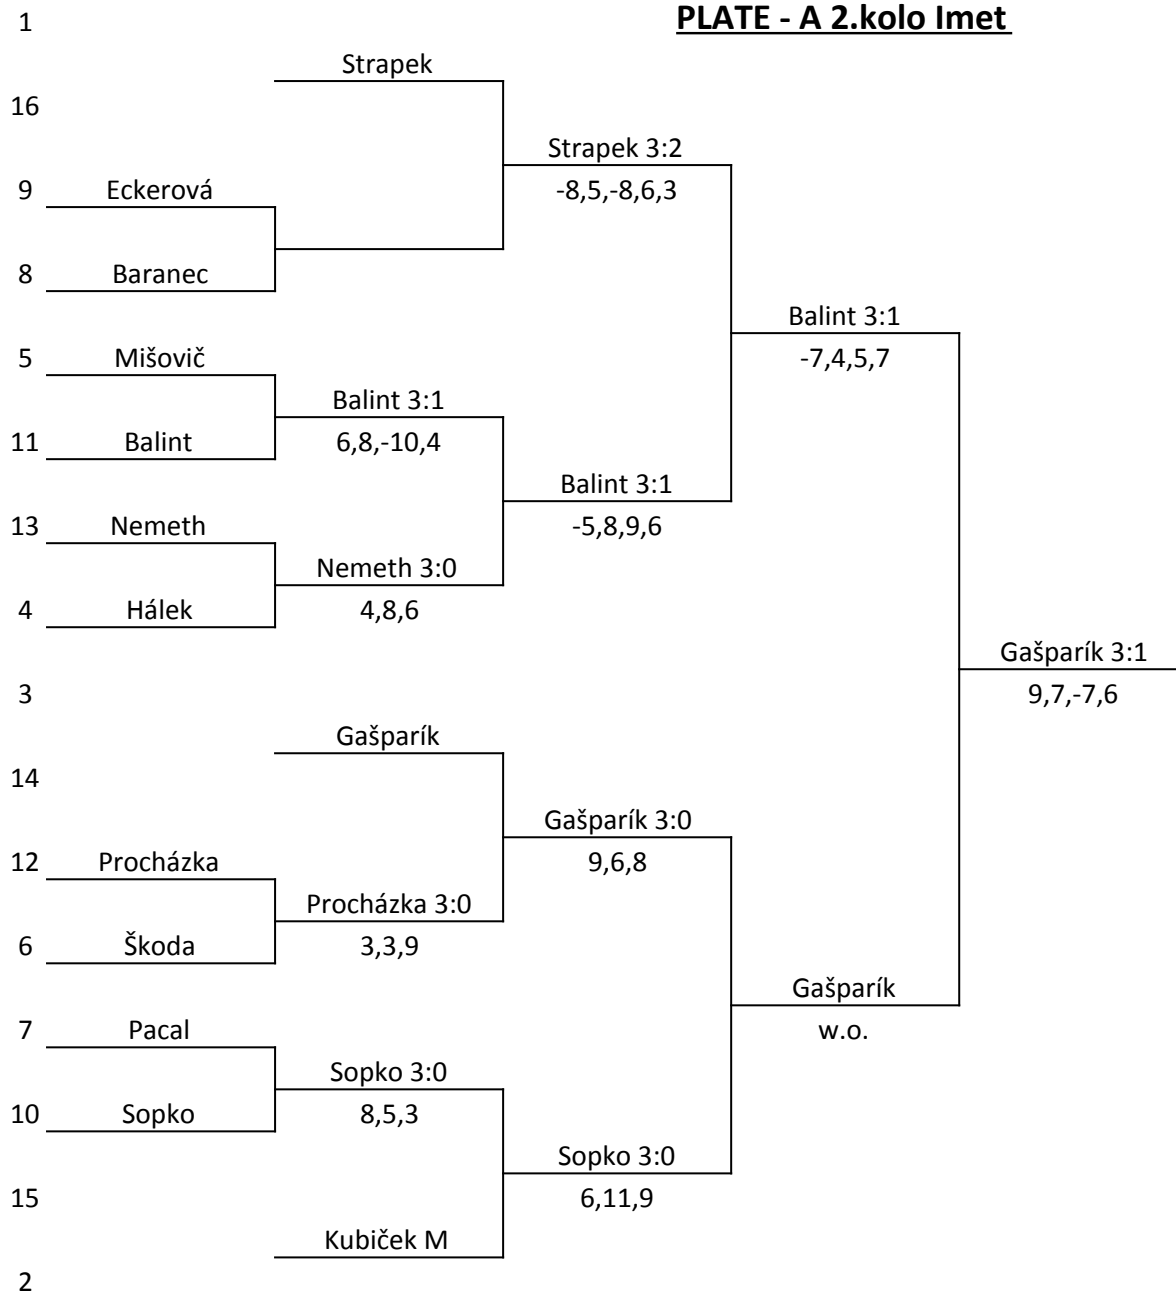 PLATE - A 2.kolo Imet
1
Strapek
16
Strapek 3:2
9 Eckerová -8,5,-8,6,3
8 Baranec
Balint 3:1
5 Mišovič -7,4,5,7
Balint 3:1
11 Balint 6,8,-10,4
Balint 3:1
13 Nemeth -5,8,9,6
Nemeth 3:0
4 Hálek 4,8,6
Gašparík 3:1
3 9,7,-7,6
Gašparík
14
Gašparík 3:0
12 Procházka 9,6,8
Procházka 3:0
6 Škoda 3,3,9
Gašparík
7 Pacal w.o.
Sopko 3:0
10 Sopko 8,5,3
Sopko 3:0
15 6,11,9
Kubiček M
2